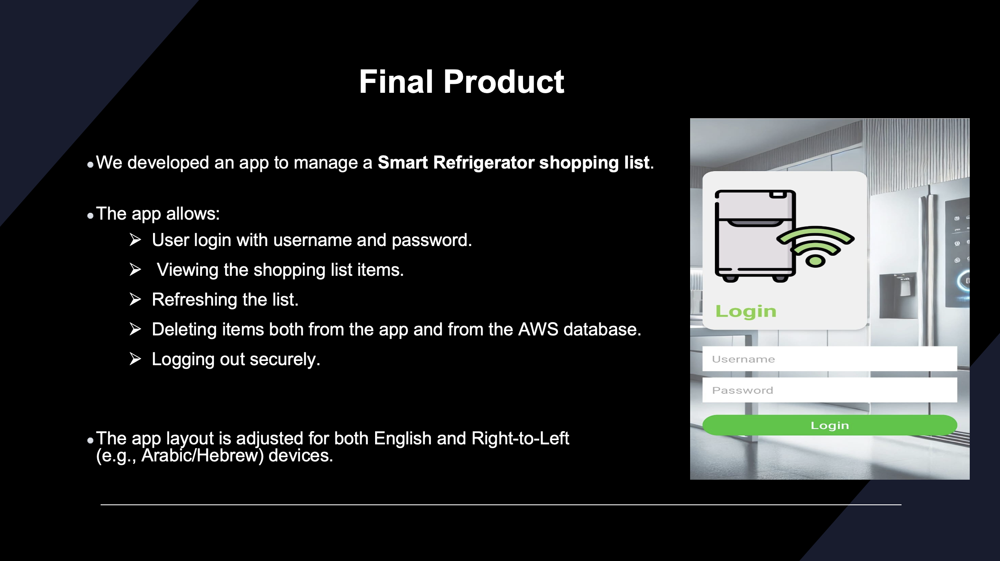 Final Product
We developed an app to manage a Smart Refrigerator shopping list.
The app allows:
User login with username and password.
Viewing the shopping list items.
Refreshing the list.
Deleting items both from the app and from the AWS database.
Logging out securely.
The app layout is adjusted for both English and Right-to-Left
(e.g., Arabic/Hebrew) devices.
Login
Username
Password
Login